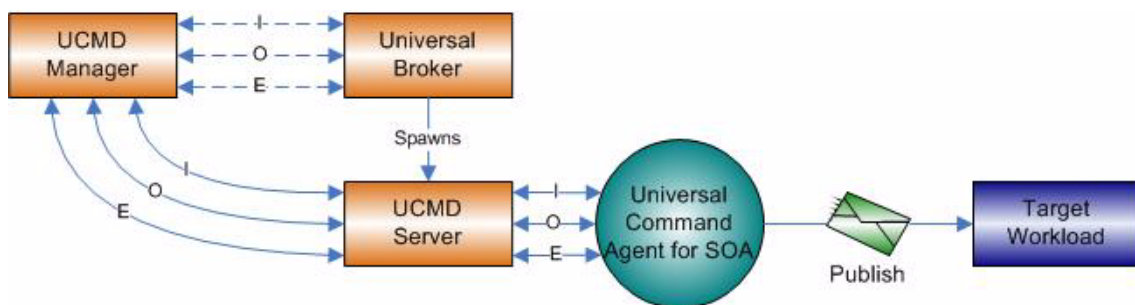 UCMD
Manager
I
O
E
Universal
Broker
Spawns
I
O
E
UCMD
Server
I
O
E
Universal
Command
Agent for SOA
Publish
Target
Workload